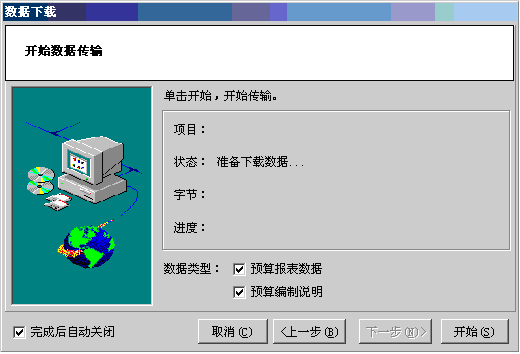 数据下载
开始数据传输
单击开始，开始传输。
项目：
状态： 准备下载数据...
字节：
进度：
数据类型： 预算报表数据
预算编制说明
完成后自动关闭 取消(C) <上一步(B) 下一步(N)> 开始(S)